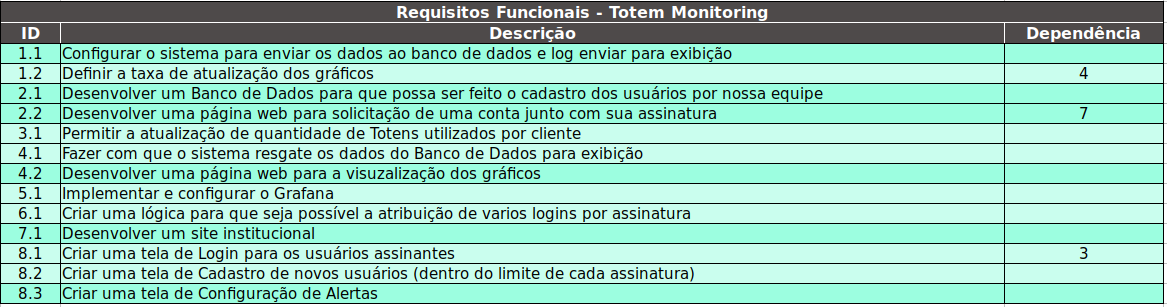 Requisitos Funcionais - Totem Monitoring
ID Descrição Dependência
1.1 Configurar o sistema para enviar os dados ao banco de dados e log enviar para exibição
1.2 Definir a taxa de atualização dos gráficos 4
2.1 Desenvolver um Banco de Dados para que possa ser feito o cadastro dos usuários por nossa equipe
2.2 Desenvolver uma página web para solicitação de uma conta junto com sua assinatura 7
3.1 Permitir a atualização de quantidade de Totens utilizados por cliente
4.1 Fazer com que o sistema resgate os dados do Banco de Dados para exibição
4.2 Desenvolver uma página web para a visuzalização dos gráficos
5.1 Implementar e configurar o Grafana
6.1 Criar uma lógica para que seja possível a atribuição de varios logins por assinatura
7.1 Desenvolver um site institucional
8.1 Criar uma tela de Login para os usuários assinantes 3
8.2 Criar uma tela de Cadastro de novos usuários (dentro do limite de cada assinatura)
8.3 Criar uma tela de Configuração de Alertas